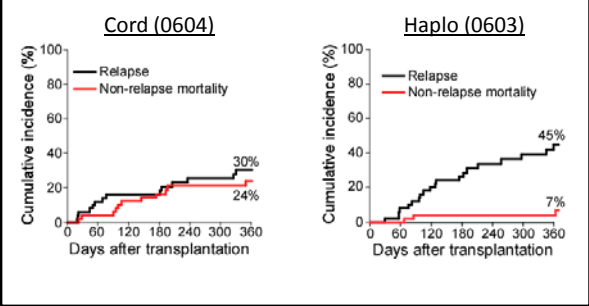 Cord (0604)
Cumulative incidence (%)
100
80
60
40
20
0
Relapse
Non-relapse mortality
30%
24%
0 60 120 180 240 300 360
Days after transplantation
Haplo (0603)
Cumulative incidence (%)
100
80
60
40
20
0
Relapse
Non-relapse mortality
45%
7%
0 60 120 180 240 300 360
Days after transplantation